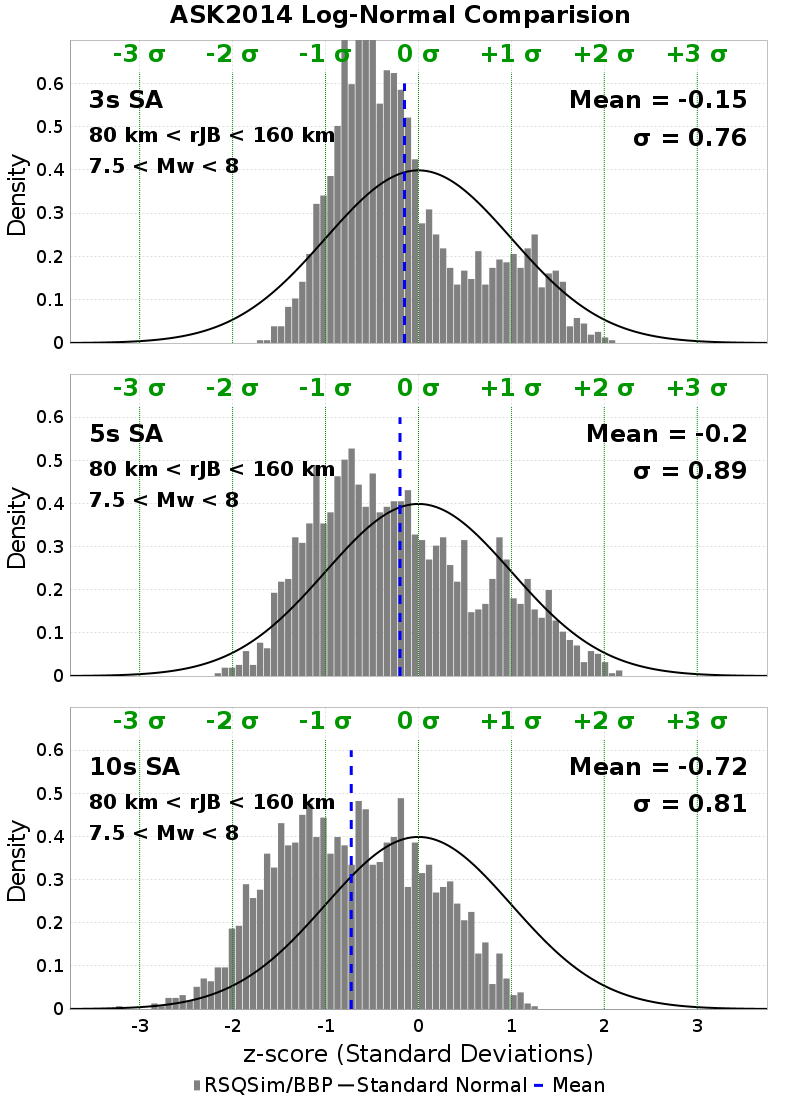 ASK2014 Log-Normal Comparision
-3 σ -2 σ -1 σ 0 σ +1 σ +2 σ +3 σ
3s SA
80 km < rJB < 160 km
7.5 < Mw < 8
Mean = -0.15
σ = 0.76
0.6
0.5
0.4
0.3
0.2
0.1
0
Density
-3 σ -2 σ -1 σ 0 σ +1 σ +2 σ +3 σ
5s SA
80 km < rJB < 160 km
7.5 < Mw < 8
Mean = -0.2
σ = 0.89
0.6
0.5
0.4
0.3
0.2
0.1
0
Density
-3 σ -2 σ -1 σ 0 σ +1 σ +2 σ +3 σ
10s SA
80 km < rJB < 160 km
7.5 < Mw < 8
Mean = -0.72
σ = 0.81
0.6
0.5
0.4
0.3
0.2
0.1
0
Density
-3 -2 -1 0 1 2 3
z-score (Standard Deviations)
RSQSim/BBP Standard Normal Mean